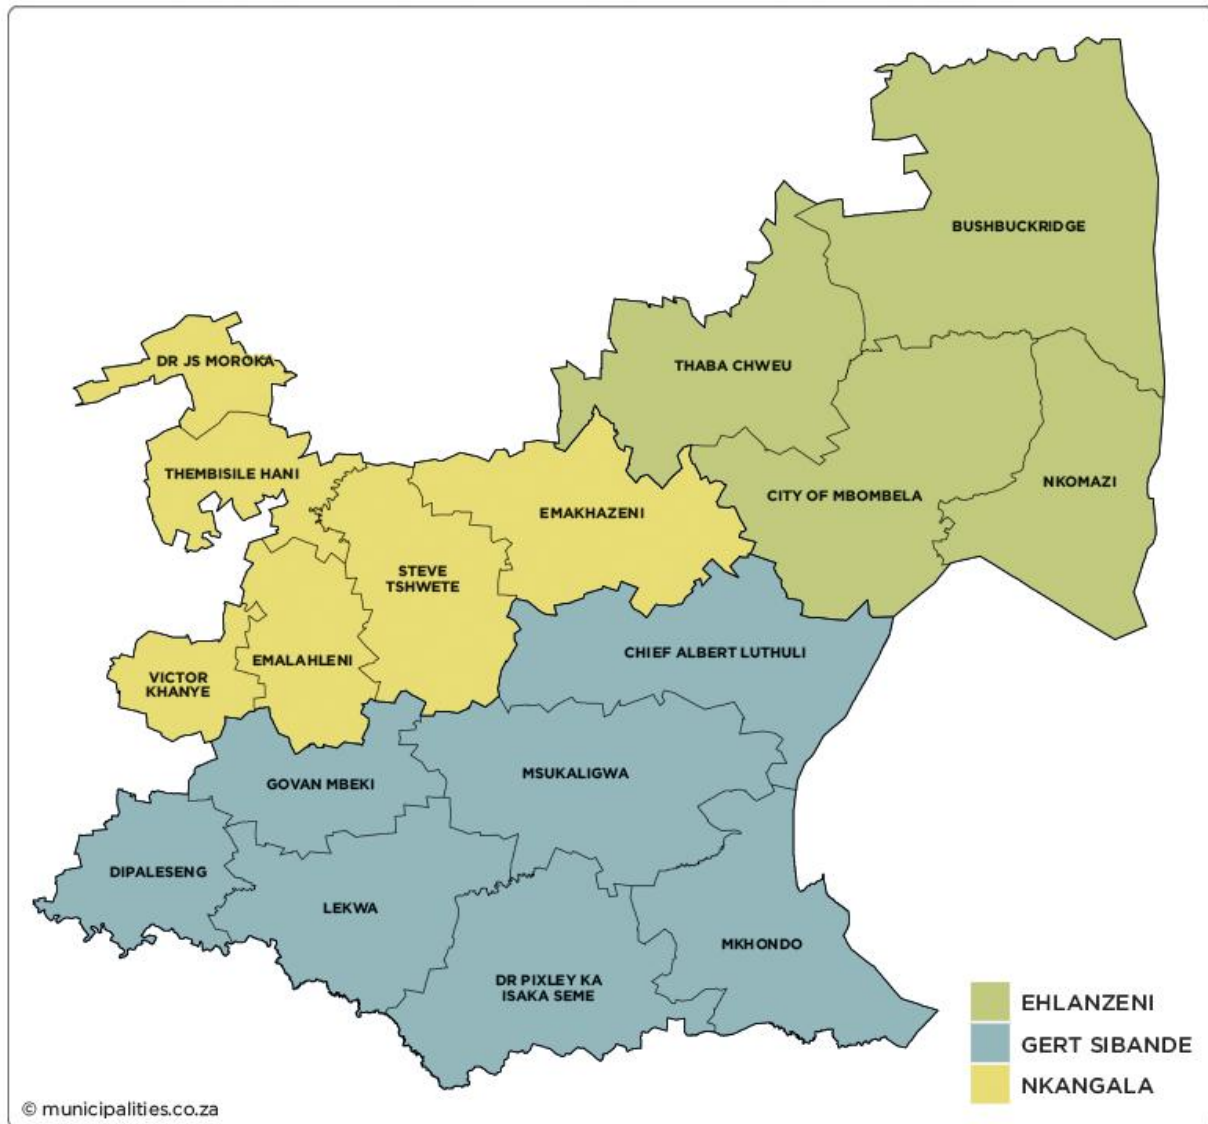 BUSHBUCKRIDGE
DR JS MOROKA
THABA CHWEU
THEMBISILE HANI
NKOMAZI
CITY OF MBOMBELA
EMAKHAZENI
STEVE
TSHWETE
CHIEF ALBERT LUTHULI
EMALAHLENI
VICTOR
KHANYE
MSUKALIGWA
GOVAN MBEKI
DIPALESENG
LEKWA
MKHONDO
DR PIXLEY KA
ISAKA SEME
EHLANZENI
GERT SIBANDE
NKANGALA
© municipalities.co.za